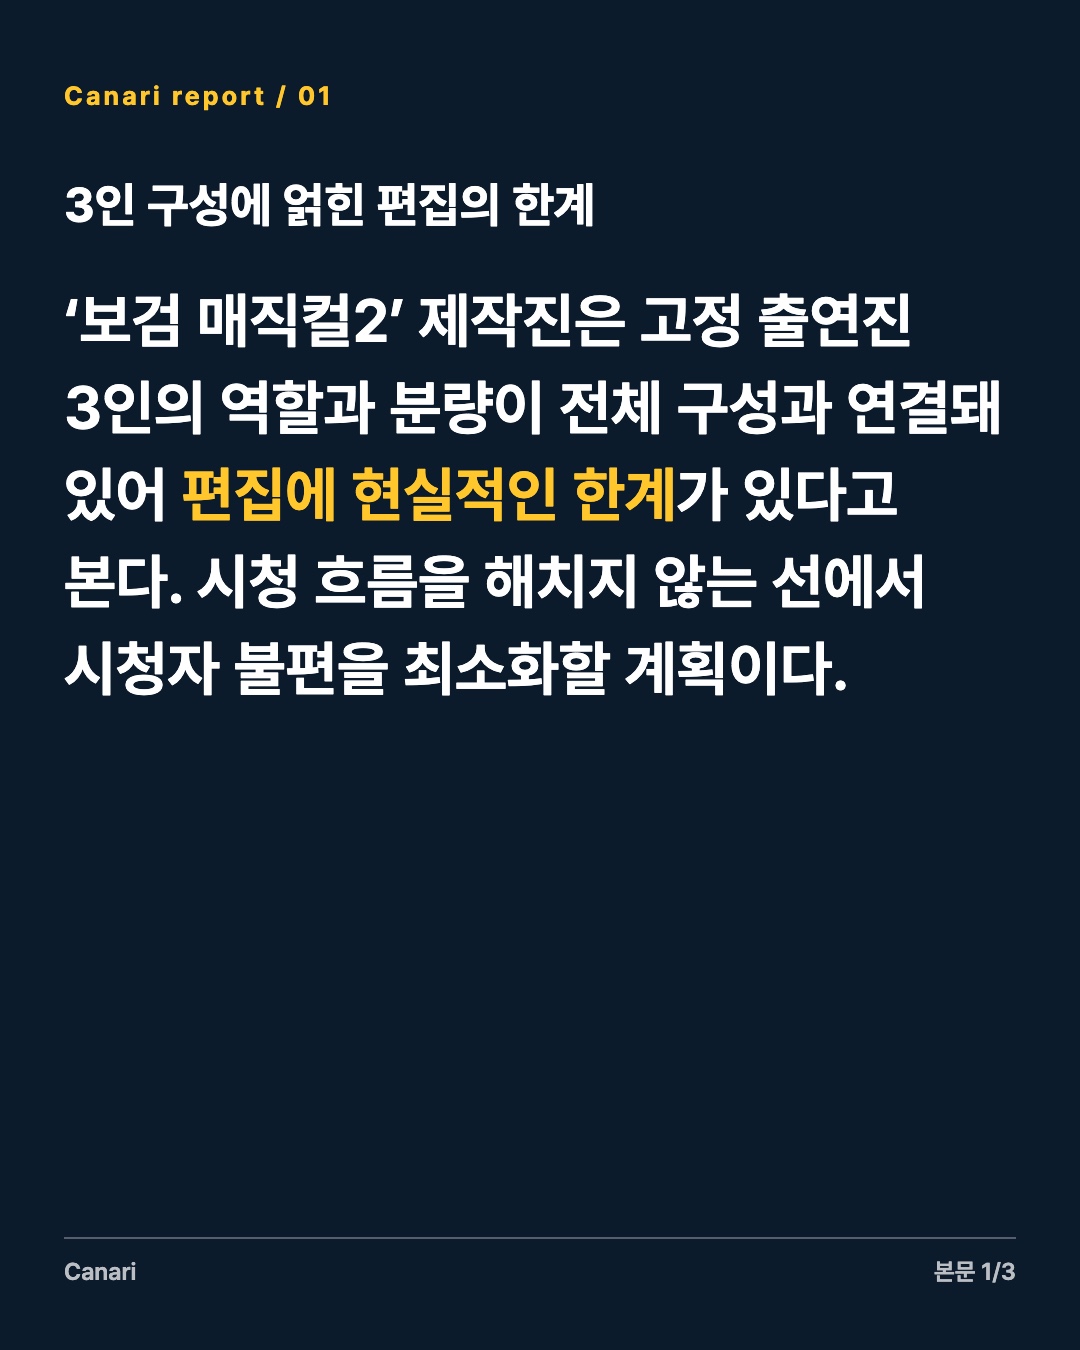 Canari report / 01
3인 구성에 얽힌 편집의 한계
‘보검 매직컬2’ 제작진은 고정 출연진
3인의 역할과 분량이 전체 구성과 연결돼
있어 편집에 현실적인 한계가 있다고
본다. 시청 흐름을 해치지 않는 선에서
시청자 불편을 최소화할 계획이다.
Canari
본문 1/3